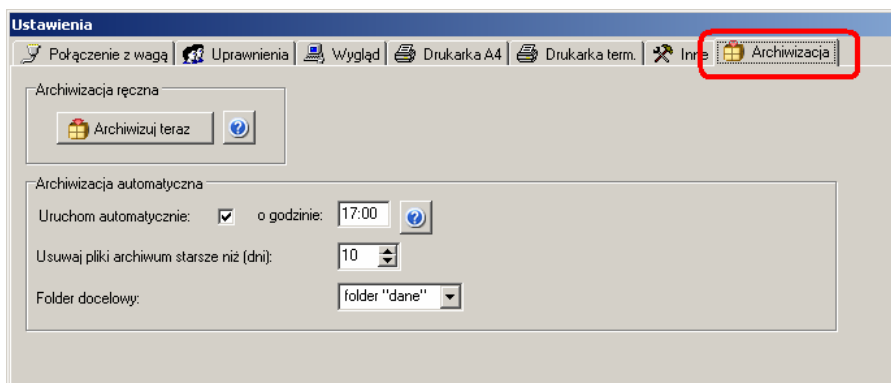 Ustawienia
Połączenie z wagą Uprawnienia Wygląd Drukarka A4 Drukarka term. Inne Archiwizacja
Archiwizacja ręczna
Archiwizuj teraz
Archiwizacja automatyczna
Uruchom automatycznie: o godzinie: 17:00
Usuwaj pliki archiwum starsze niż (dni): 10
Folder docelowy: folder "dane"